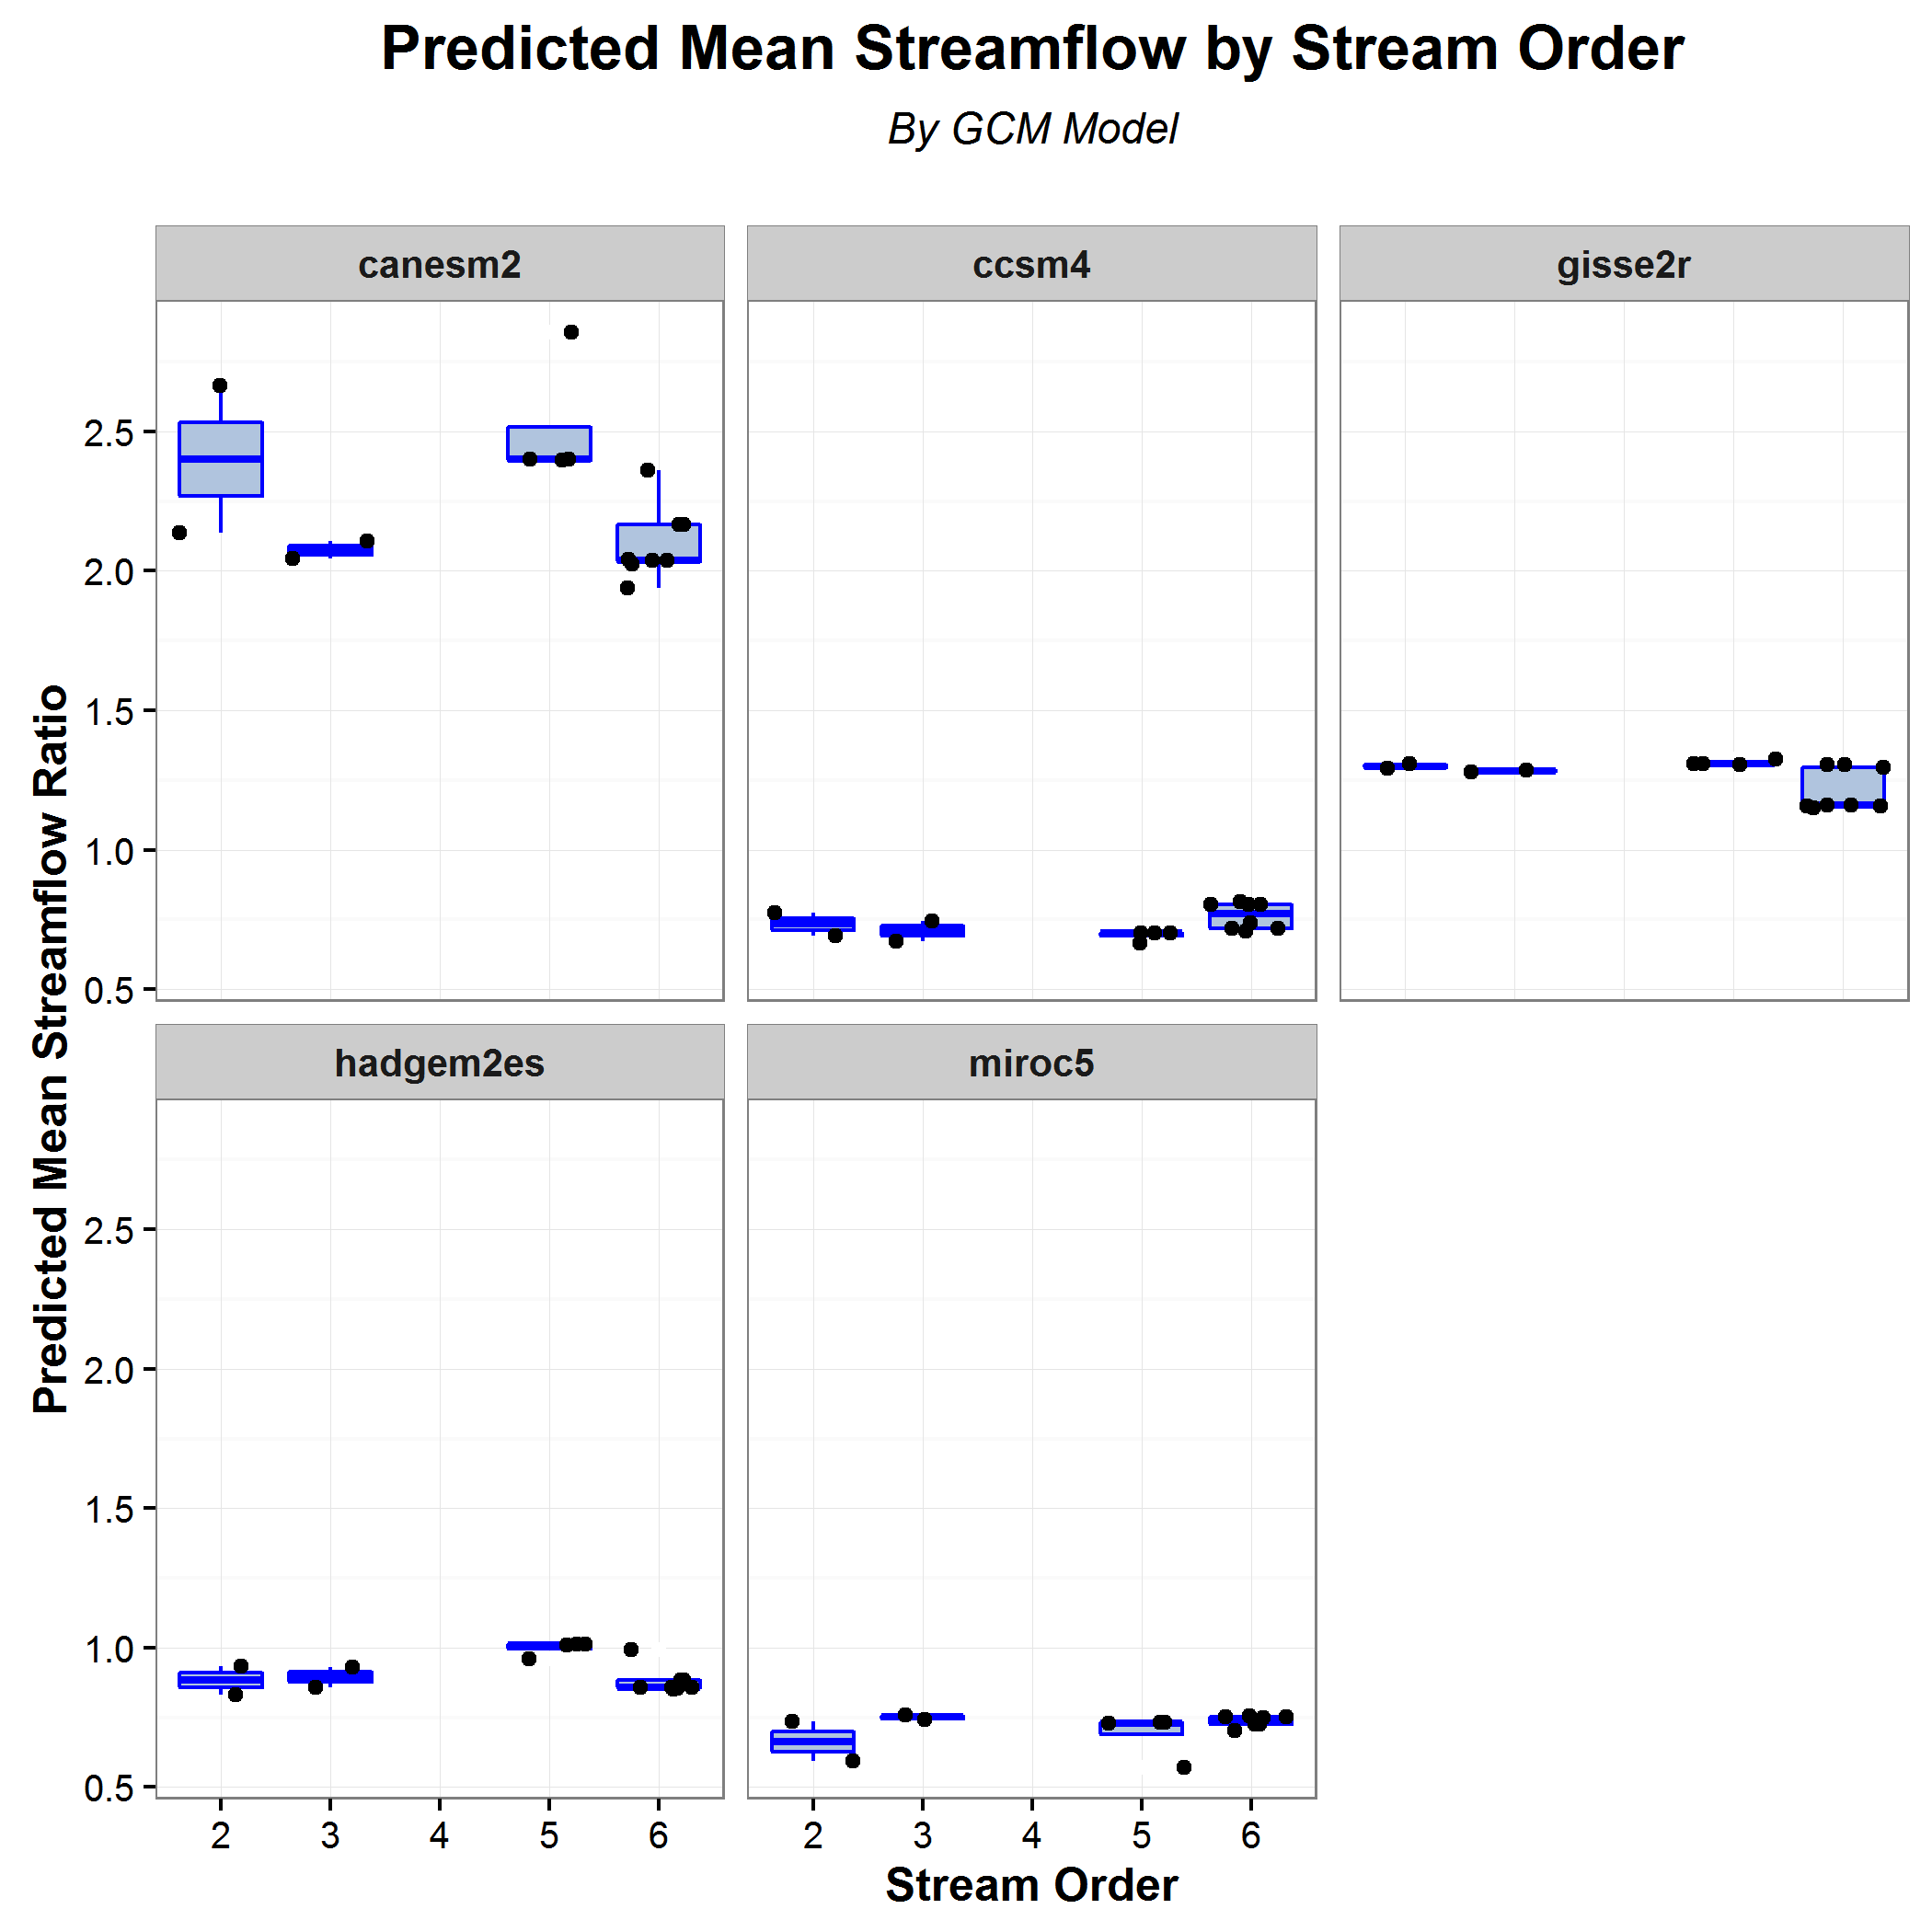 Predicted Mean Streamflow by Stream Order
By GCM Model
canesm2
ccsm4
gisse2r
2.5
2.0
1.5
1.0
0.5
Predicted Mean Streamflow Ratio
hadgem2es
miroc5
2.5
2.0
1.5
1.0
0.5
2 3 4 5 6
2 3 4 5 6
Stream Order